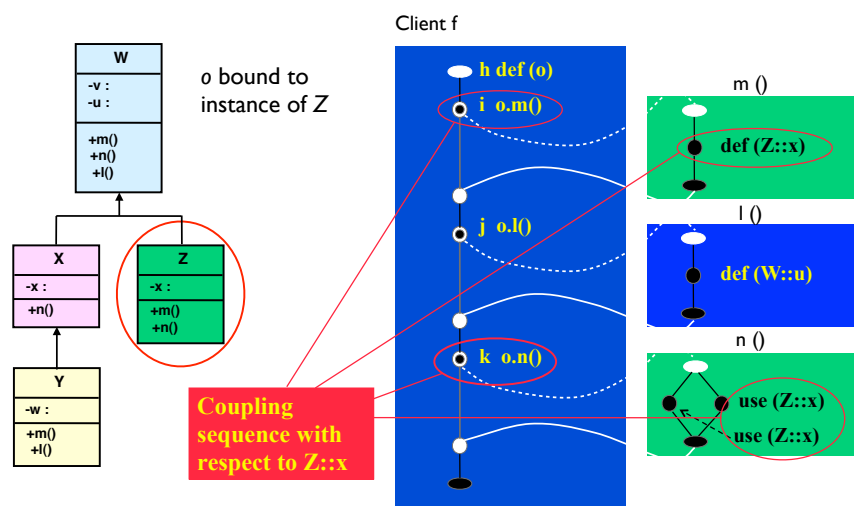 Client f
W
-v :
-u :
+m()
+n()
+l()
o bound to
instance of Z
X
-x :
+n()
Z
-x :
+m()
+n()
Y
-w :
+m()
+l()
Coupling
sequence with
respect to Z::x
h def (o)
i o.m()
j o.l()
k o.n()
m ()
def (Z::x)
l ()
def (W::u)
n ()
use (Z::x)
use (Z::x)